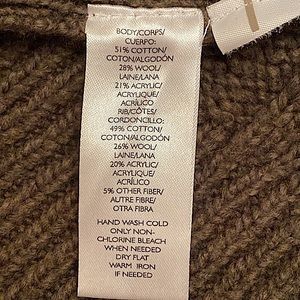 BODY/CORPS/
CUERPO:
51% COTTON/
COTON/ALGODÓN
28% WOOL/
LAINE/LANA
21% ACRYLIC/
ACRYLIQUE/
ACRÍLICO
RIB/CÔTES/
CORDONCILLO:
49% COTTON/
COTON/ALGODÓN
26% WOOL/
LAINE/LANA
20% ACRYLIC/
ACRYLIQUE/
ACRÍLICO
5% OTHER FIBER/
AUTRE FIBRE/
OTRA FIBRA
HAND WASH COLD
ONLY NON-
CHLORINE BLEACH
WHEN NEEDED
DRY FLAT
WARM IRON
IF NEEDED